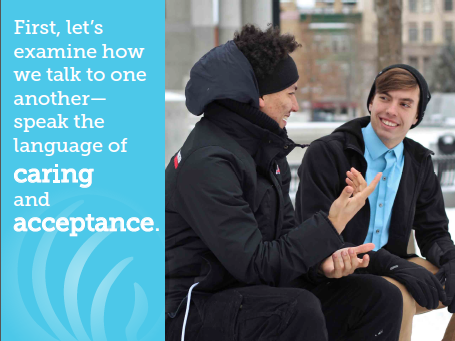 First, let’s
examine how
we talk to one
another—
speak the
language of
caring
and
acceptance.